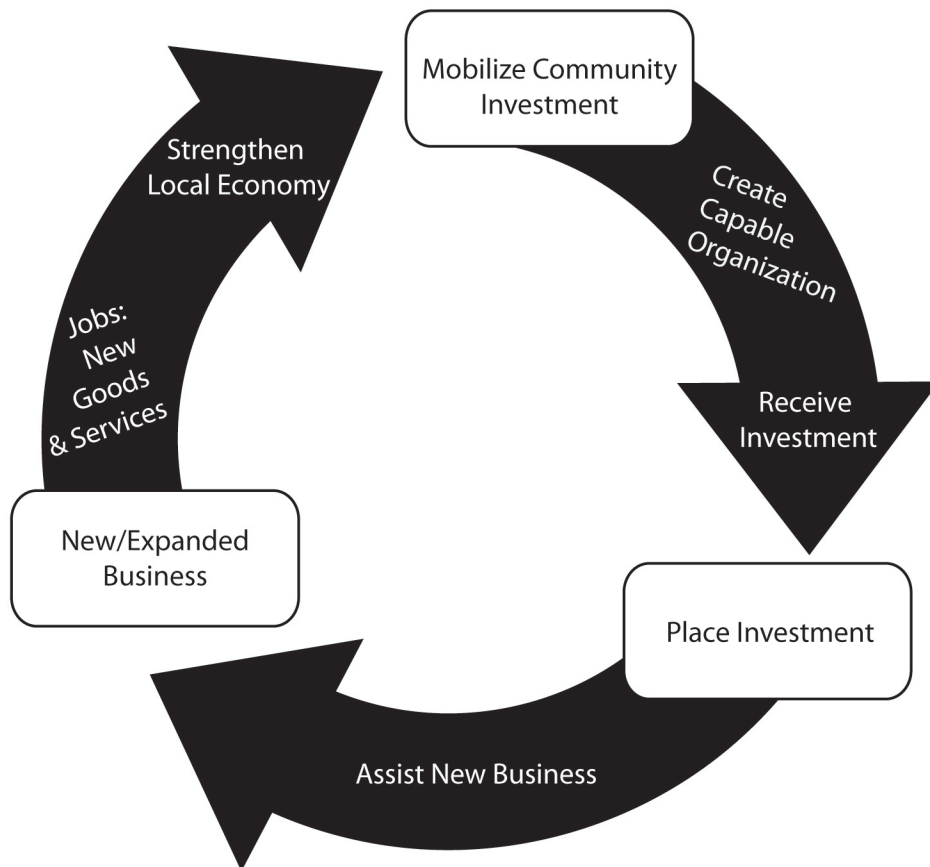 Mobilize Community
Investment
Create
Capable
Organization
Receive
Investment
Place Investment
Assist New Business
New/Expanded
Business
Jobs:
New
Goods
& Services
Strengthen
Local Economy